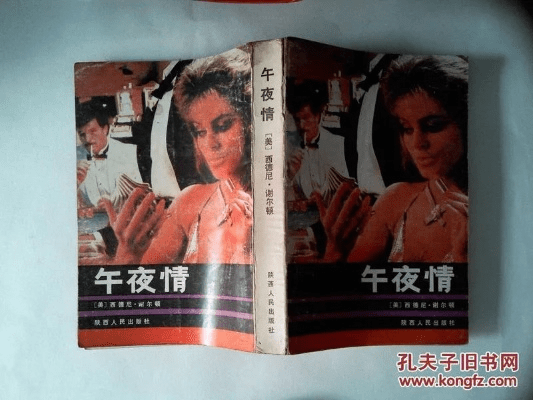 午夜情
[美] 西德尼·谢尔顿
陕西人民出版社
午夜情
[美] 西德尼·谢尔顿
陕西人民出版社
午夜情
[美] 西德尼·谢尔顿
陕西人民出版社
孔夫子旧书网
www.kongfz.com